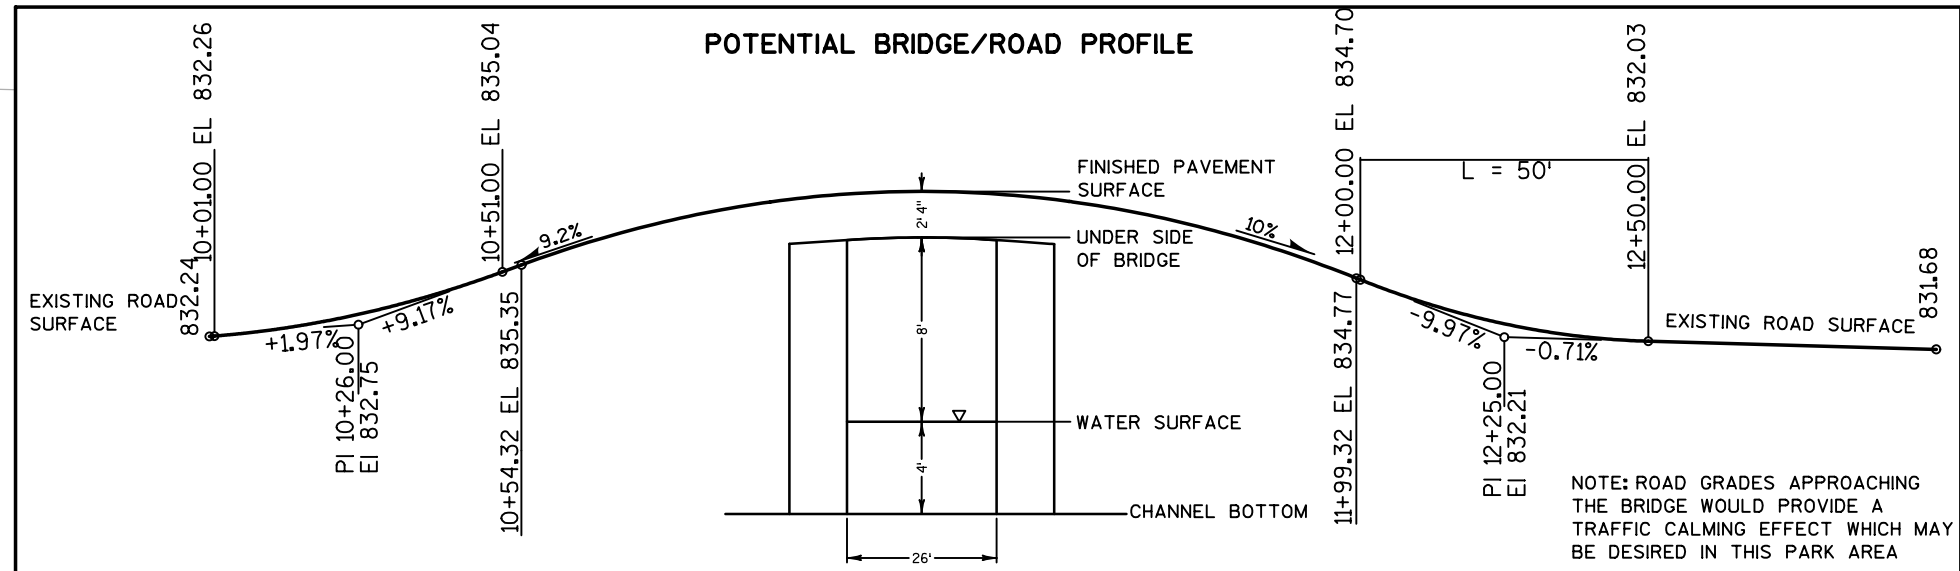 POTENTIAL BRIDGE/ROAD PROFILE
832.24
10+01.00 EL 832.26
10+51.00 EL 835.04
12+00.00 EL 834.70
12+50.00 EL 832.03
831.68
FINISHED PAVEMENT
SURFACE
L = 50'
2'4"
9.2%
10%
UNDER SIDE
OF BRIDGE
EXISTING ROAD
SURFACE
+1.97%
+9.17%
8'
-9.97%
-0.71%
EXISTING ROAD SURFACE
PI 10+26.00
El 832.75
10+54.32 EL 835.35
11+99.32 EL 834.77
PI 12+25.00
El 832.21
WATER SURFACE
4'
CHANNEL BOTTOM
26'
NOTE: ROAD GRADES APPROACHING
THE BRIDGE WOULD PROVIDE A
TRAFFIC CALMING EFFECT WHICH MAY
BE DESIRED IN THIS PARK AREA